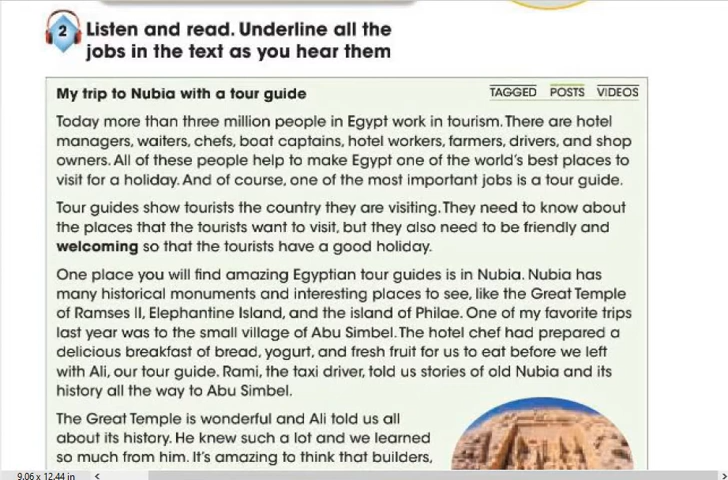 2 Listen and read. Underline all the
jobs in the text as you hear them
My trip to Nubia with a tour guide TAGGED POSTS VIDEOS
Today more than three million people in Egypt work in tourism. There are hotel
managers, waiters, chefs, boat captains, hotel workers, farmers, drivers, and shop
owners. All of these people help to make Egypt one of the world's best places to
visit for a holiday. And of course, one of the most important jobs is a tour guide.
Tour guides show tourists the country they are visiting. They need to know about
the places that the tourists want to visit, but they also need to be friendly and
welcoming so that the tourists have a good holiday.
One place you will find amazing Egyptian tour guides is in Nubia. Nubia has
many historical monuments and interesting places to see, like the Great Temple
of Ramses II, Elephantine Island, and the island of Philae. One of my favorite trips
last year was to the small village of Abu Simbel. The hotel chef had prepared a
delicious breakfast of bread, yogurt, and fresh fruit for us to eat before we left
with Ali, our tour guide. Rami, the taxi driver, told us stories of old Nubia and its
history all the way to Abu Simbel.
The Great Temple is wonderful and Ali told us all
about its history. He knew such a lot and we learned
so much from him. It's amazing to think that builders,
9.06 x 12.44 in